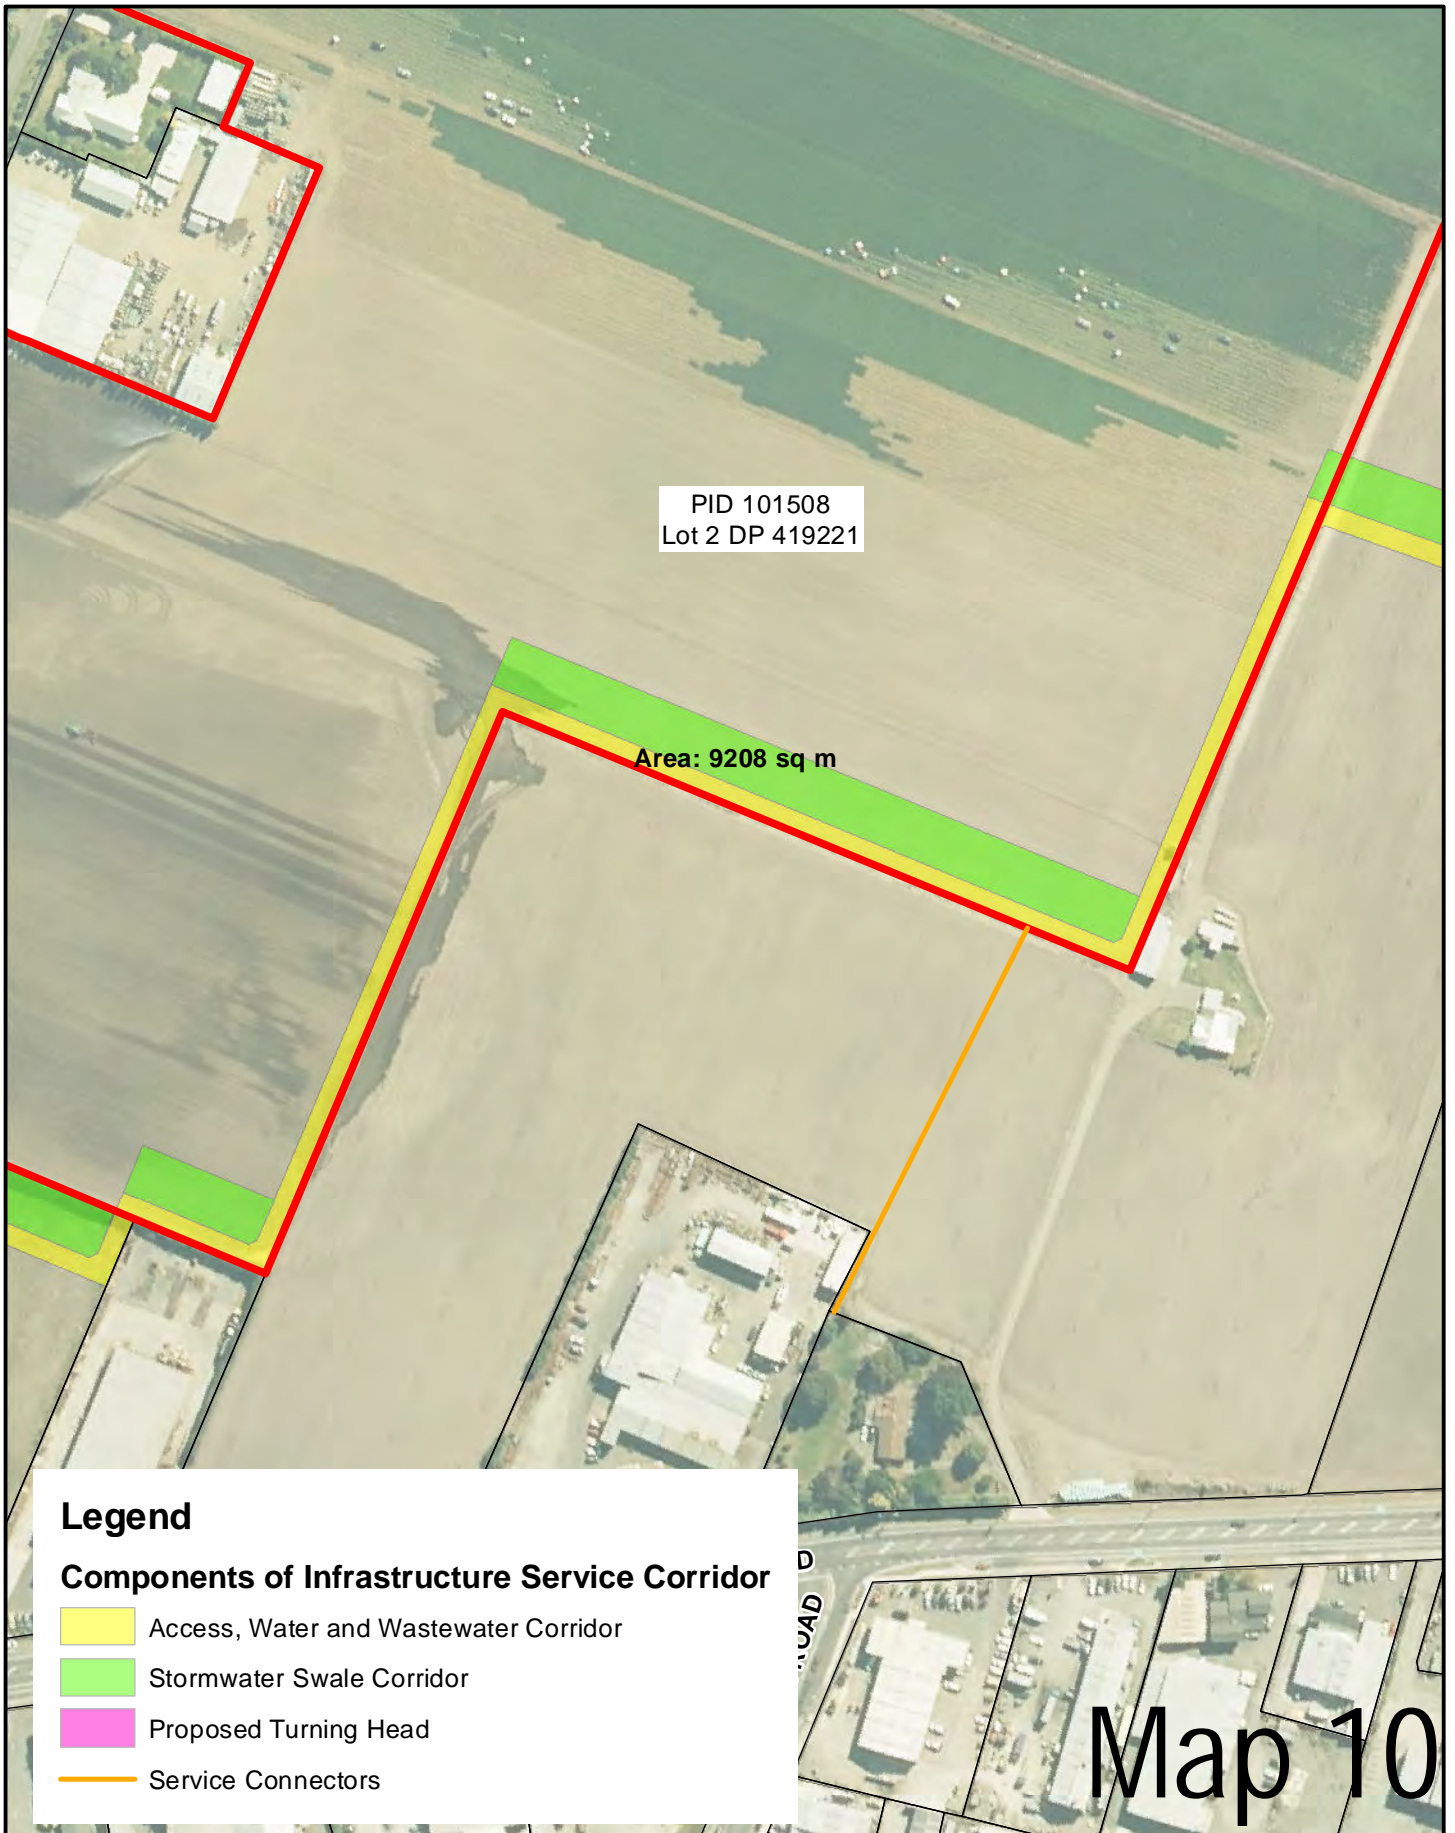 PID 101508
Lot 2 DP 419221
Area: 9208 sq m
Legend
Components of Infrastructure Service Corridor
Access, Water and Wastewater Corridor
Stormwater Swale Corridor
Proposed Turning Head
Service Connectors
D
OAD
Map 10